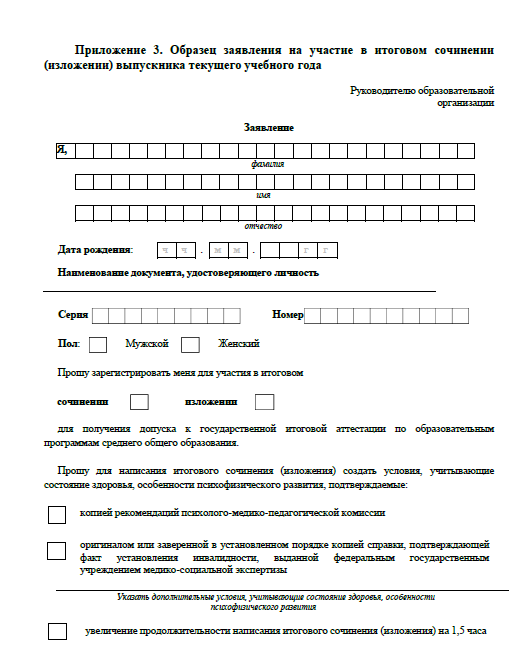 Приложение 3. Образец заявления на участие в итоговом сочинении
(изложении) выпускника текущего учебного года
Руководителю образовательной
организации
Заявление
Я,
фамилия
имя
отчество
Дата рождения: ч ч . м м . г г
Наименование документа, удостоверяющего личность
Серия Номер
Пол: Мужской Женский
Прошу зарегистрировать меня для участия в итоговом
сочинении изложении
для получения допуска к государственной итоговой аттестации по образовательным
программам среднего общего образования.
Прошу для написания итогового сочинения (изложения) создать условия, учитывающие
состояние здоровья, особенности психофизического развития, подтверждаемые:
копией рекомендаций психолого-медико-педагогической комиссии
оригиналом или заверенной в установленном порядке копией справки, подтверждающей
факт установления инвалидности, выданной федеральным государственным
учреждением медико-социальной экспертизы
Указать дополнительные условия, учитывающие состояние здоровья, особенности
психофизического развития
увеличение продолжительности написания итогового сочинения (изложения) на 1,5 часа